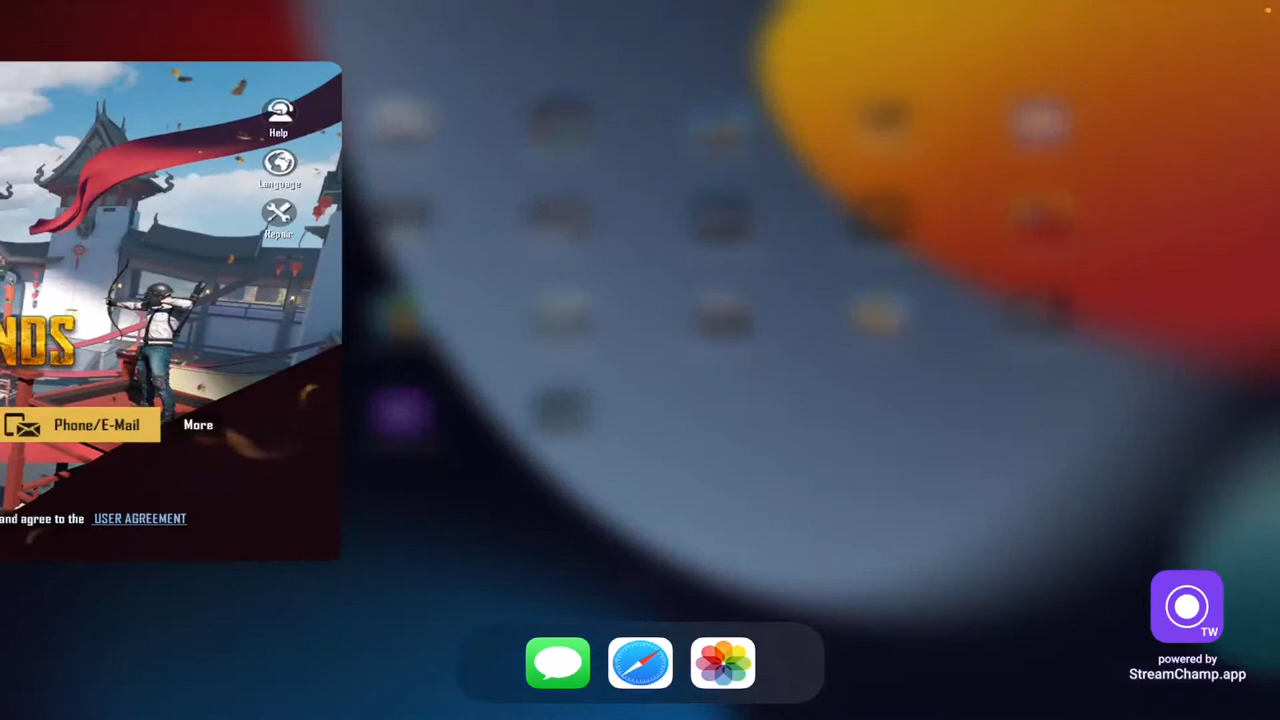 Help
Language
Repair
NDS
Phone/E-Mail
More
and agree to the USER AGREEMENT
TW
powered by
StreamChamp.app